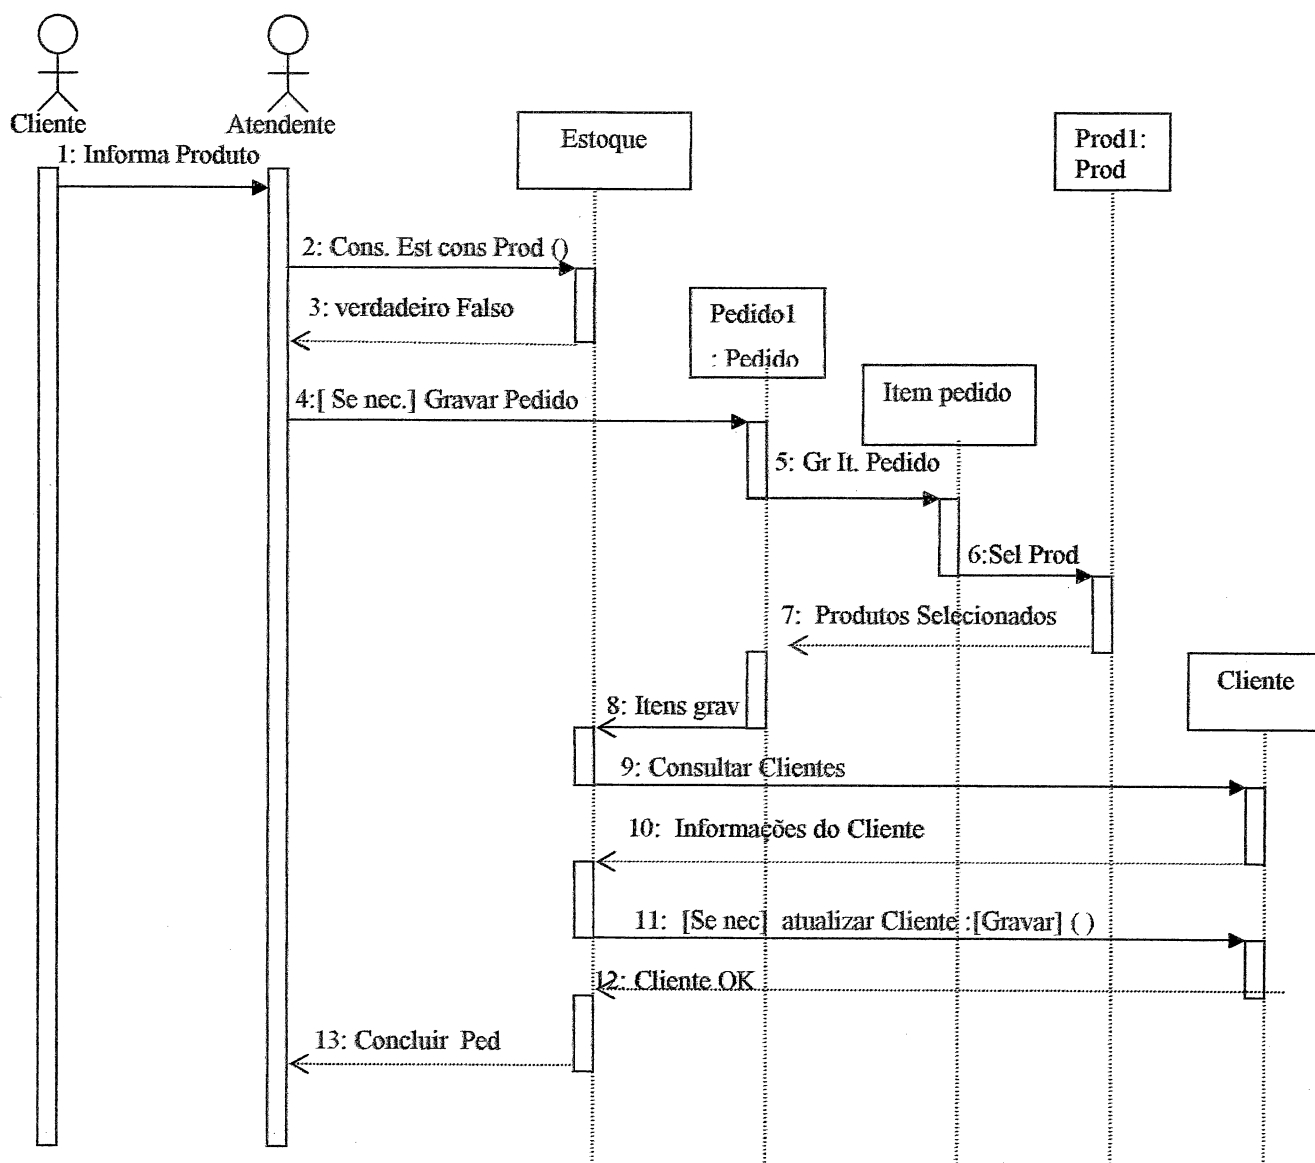 Cliente
Atendente
1: Informa Produto
Estoque
Prod1:
Prod
2: Cons. Est cons Prod ()
3: verdadeiro Falso
Pedido1
: Pedido
Item pedido
4:[ Se nec.] Gravar Pedido
5: Gr It. Pedido
6:Sel Prod
7: Produtos Selecionados
Cliente
8: Itens grav
9: Consultar Clientes
10: Informações do Cliente
11: [Se nec] atualizar Cliente :[Gravar] ( )
12: Cliente OK
13: Concluir Ped